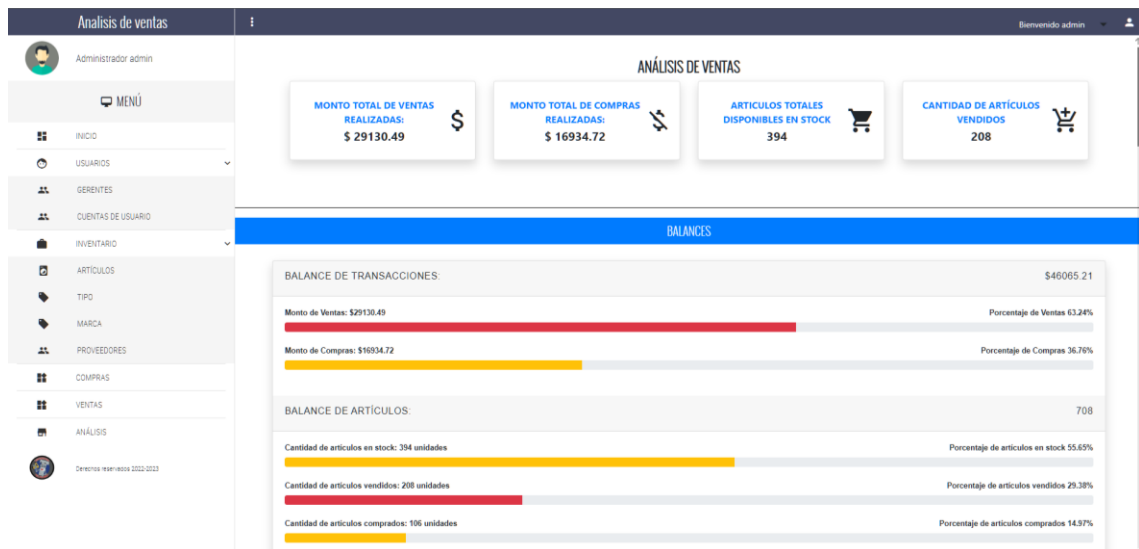 Analisis de ventas
Bienvenido admin
Administrador admin
MENÚ
INICIO
USUARIOS
GERENTES
CUENTAS DE USUARIO
INVENTARIO
ARTÍCULOS
TIPO
MARCA
PROVEEDORES
COMPRAS
VENTAS
ANÁLISIS
Derechos reservados 2022-2023
ANÁLISIS DE VENTAS
MONTO TOTAL DE VENTAS
REALIZADAS:
$ 29130.49
MONTO TOTAL DE COMPRAS
REALIZADAS:
$ 16934.72
ARTICULOS TOTALES
DISPONIBLES EN STOCK
394
CANTIDAD DE ARTÍCULOS
VENDIDOS
208
BALANCES
BALANCE DE TRANSACCIONES: $46065.21
Monto de Ventas: $29130.49 Porcentaje de Ventas 63.24%
Monto de Compras: $16934.72 Porcentaje de Compras 36.76%
BALANCE DE ARTÍCULOS: 708
Cantidad de artículos en stock: 394 unidades Porcentaje de artículos en stock 55.65%
Cantidad de artículos vendidos: 208 unidades Porcentaje de artículos vendidos 29.38%
Cantidad de artículos comprados: 106 unidades Porcentaje de artículos comprados 14.97%